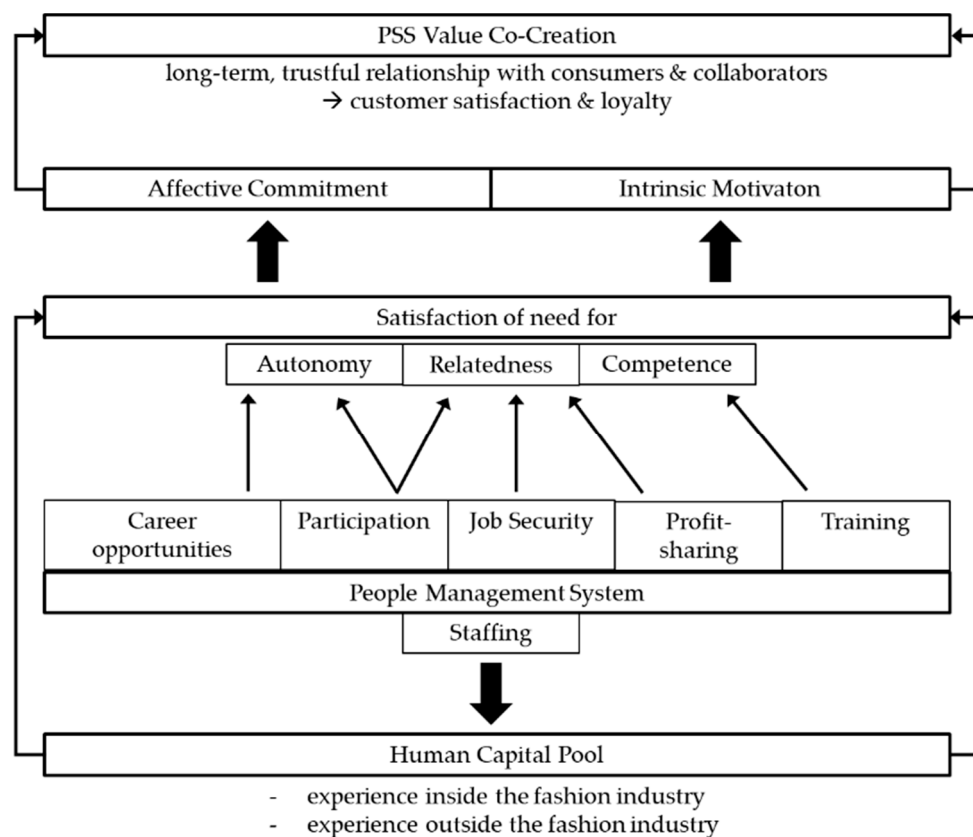 PSS Value Co-Creation
long-term, trustful relationship with consumers & collaborators
→ customer satisfaction & loyalty
Affective Commitment
Intrinsic Motivaton
Satisfaction of need for
Autonomy
Relatedness
Competence
Career
opportunities
Participation
Job Security
Profit-
sharing
Training
People Management System
Staffing
Human Capital Pool
- experience inside the fashion industry
- experience outside the fashion industry